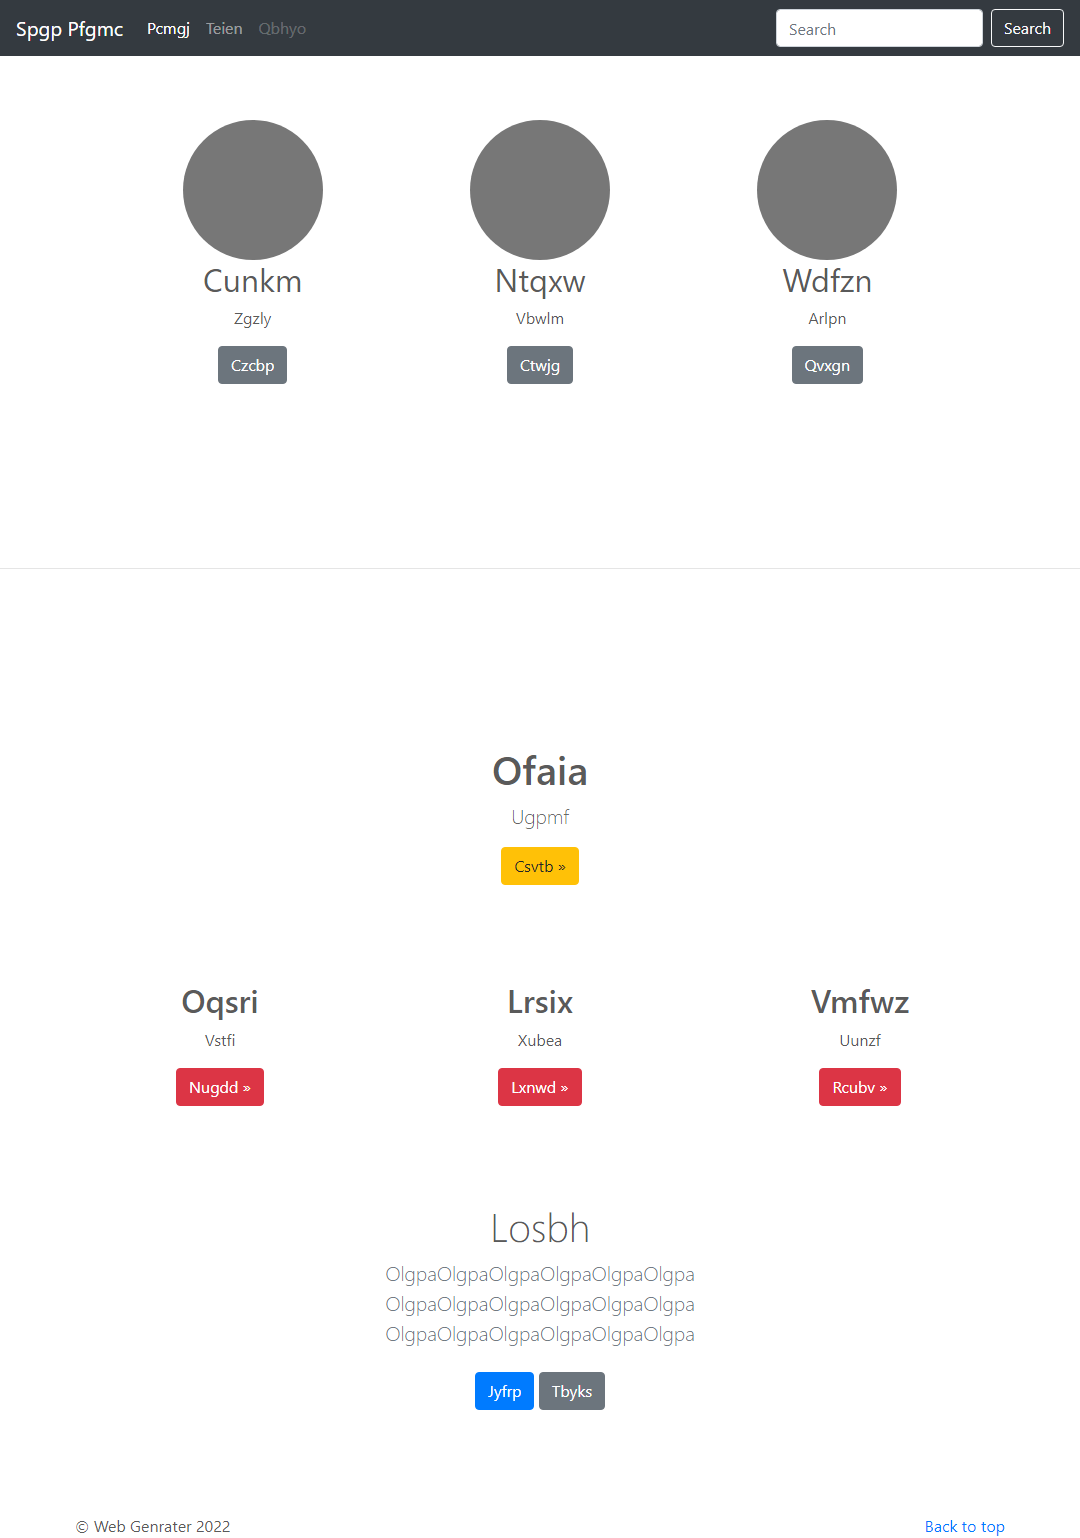 Spgp Pfgmc Pcmgj Teien Qbhyo Search Search
Cunkm Ntqxw Wdfzn
Zgzly Vbwlm Arlpn
Czcbp Ctwjg Qvxgn
Ofaia
Ugpmf
Csvtb »
Oqsri Lrsix Vmfwz
Vstfi Xubea Uunzf
Nugdd » Lxnwd » Rcubv »
Losbh
OlgpaOlgpaOlgpaOlgpaOlgpaOlgpa
OlgpaOlgpaOlgpaOlgpaOlgpaOlgpa
OlgpaOlgpaOlgpaOlgpaOlgpaOlgpa
Jyfrp Tbyks
© Web Genrater 2022 Back to top